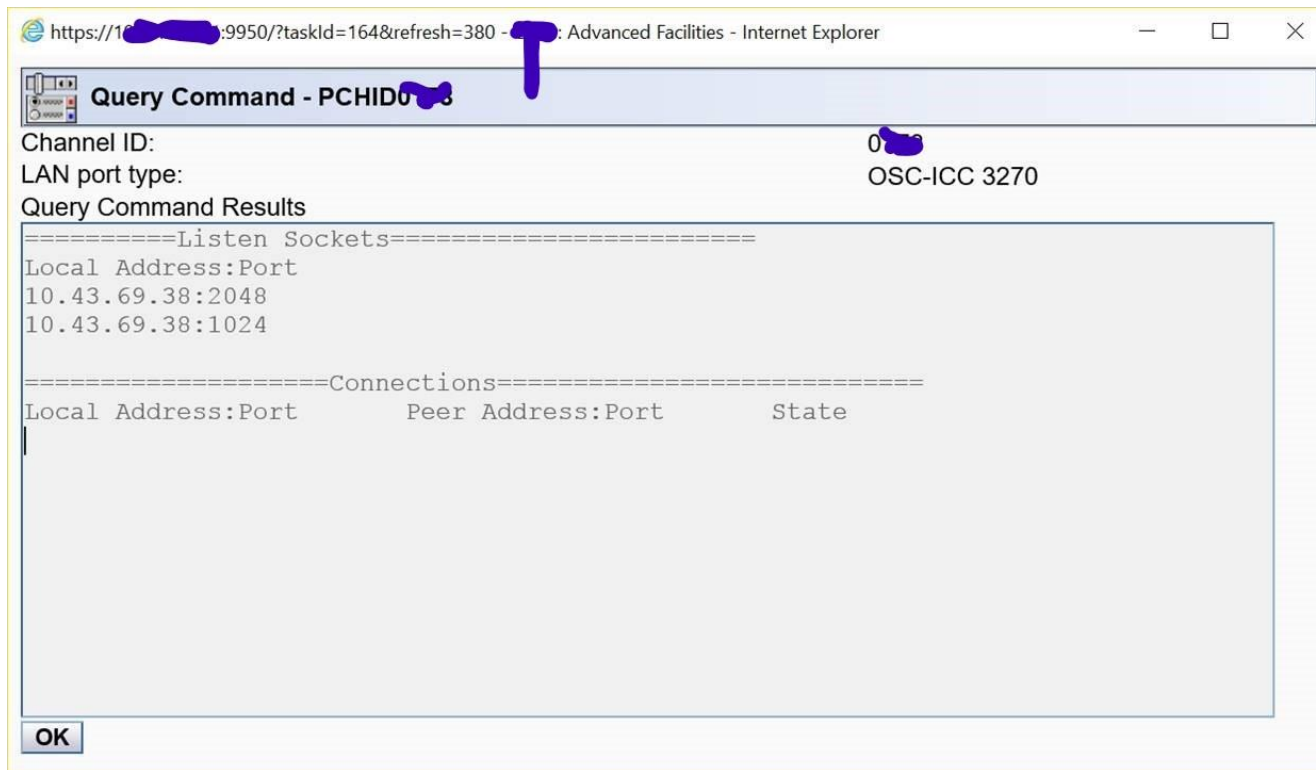 https://1 :9950/?taskId=164&refresh=380 - : Advanced Facilities - Internet Explorer
Query Command - PCHID0
Channel ID: 0
LAN port type: OSC-ICC 3270
Query Command Results
==========Listen Sockets========================
Local Address:Port
10.43.69.38:2048
10.43.69.38:1024
====================Connections============================
Local Address:Port Peer Address:Port State
OK